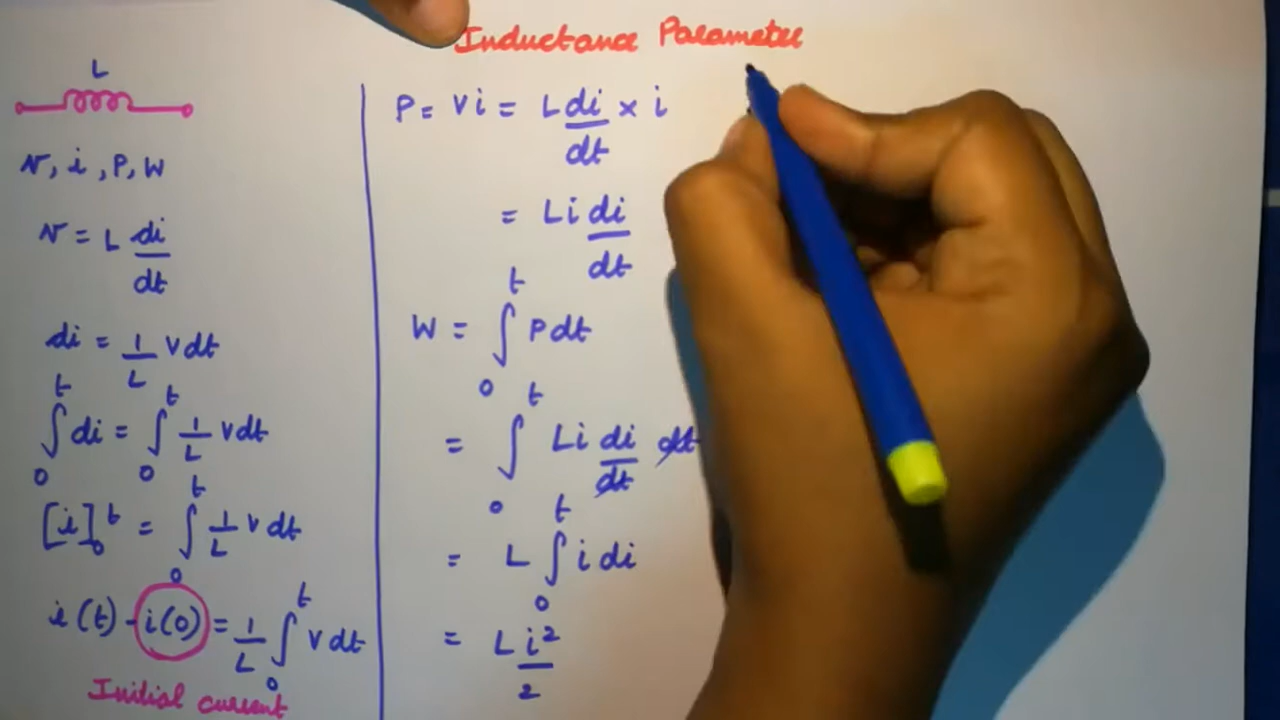 Inductance Parameter
L
v, i, P, W
v = L di/dt
di = 1/L v dt
∫₀ᵗ di = ∫₀ᵗ 1/L v dt
[i]₀ᵗ = ∫₀ᵗ 1/L v dt
i(t) - i(0) = 1/L ∫₀ᵗ v dt
Initial current
P = Vi = L di/dt × i
= Li di/dt
W = ∫₀ᵗ P dt
= ∫₀ᵗ Li di/dt dt
= L ∫₀ᵗ i di
= L i²/2